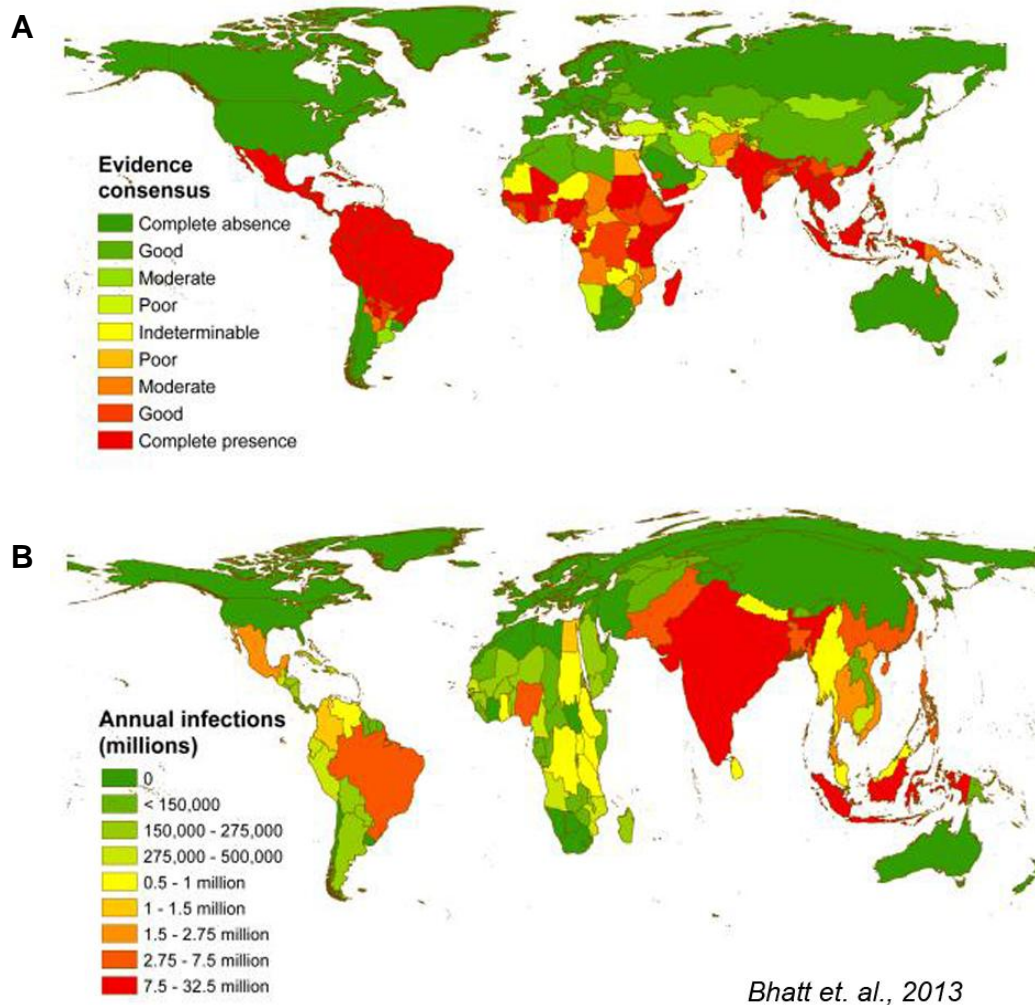 A
Evidence
consensus
Complete absence
Good
Moderate
Poor
Indeterminable
Poor
Moderate
Good
Complete presence
B
Annual infections
(millions)
0
< 150,000
150,000 - 275,000
275,000 - 500,000
0.5 - 1 million
1 - 1.5 million
1.5 - 2.75 million
2.75 - 7.5 million
7.5 - 32.5 million
Bhatt et. al., 2013